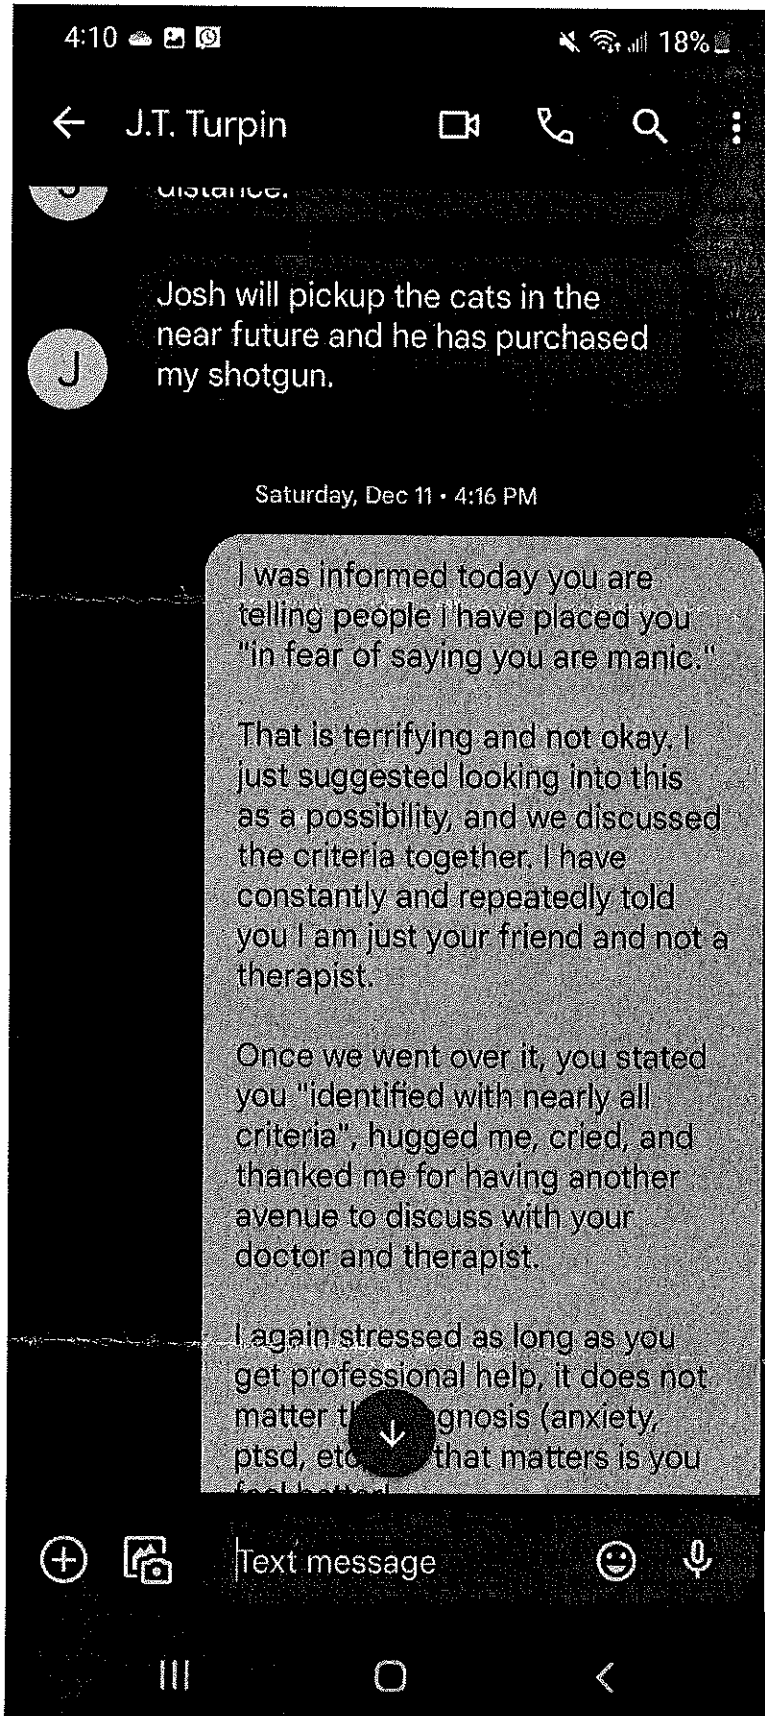 4:10 18%
J.T. Turpin
distance.
Josh will pickup the cats in the
near future and he has purchased
my shotgun.
J
Saturday, Dec 11 • 4:16 PM
I was informed today you are
telling people I have placed you
"in fear of saying you are manic."
That is terrifying and not okay. I
just suggested looking into this
as a possibility, and we discussed
the criteria together. I have
constantly and repeatedly told
you I am just your friend and not a
therapist.
Once we went over it, you stated
you "identified with nearly all
criteria", hugged me, cried, and
thanked me for having another
avenue to discuss with your
doctor and therapist.
I again stressed as long as you
get professional help, it does not
matter gnosis (anxiety,
ptsd, etc that matters is you
feel better!
Text message